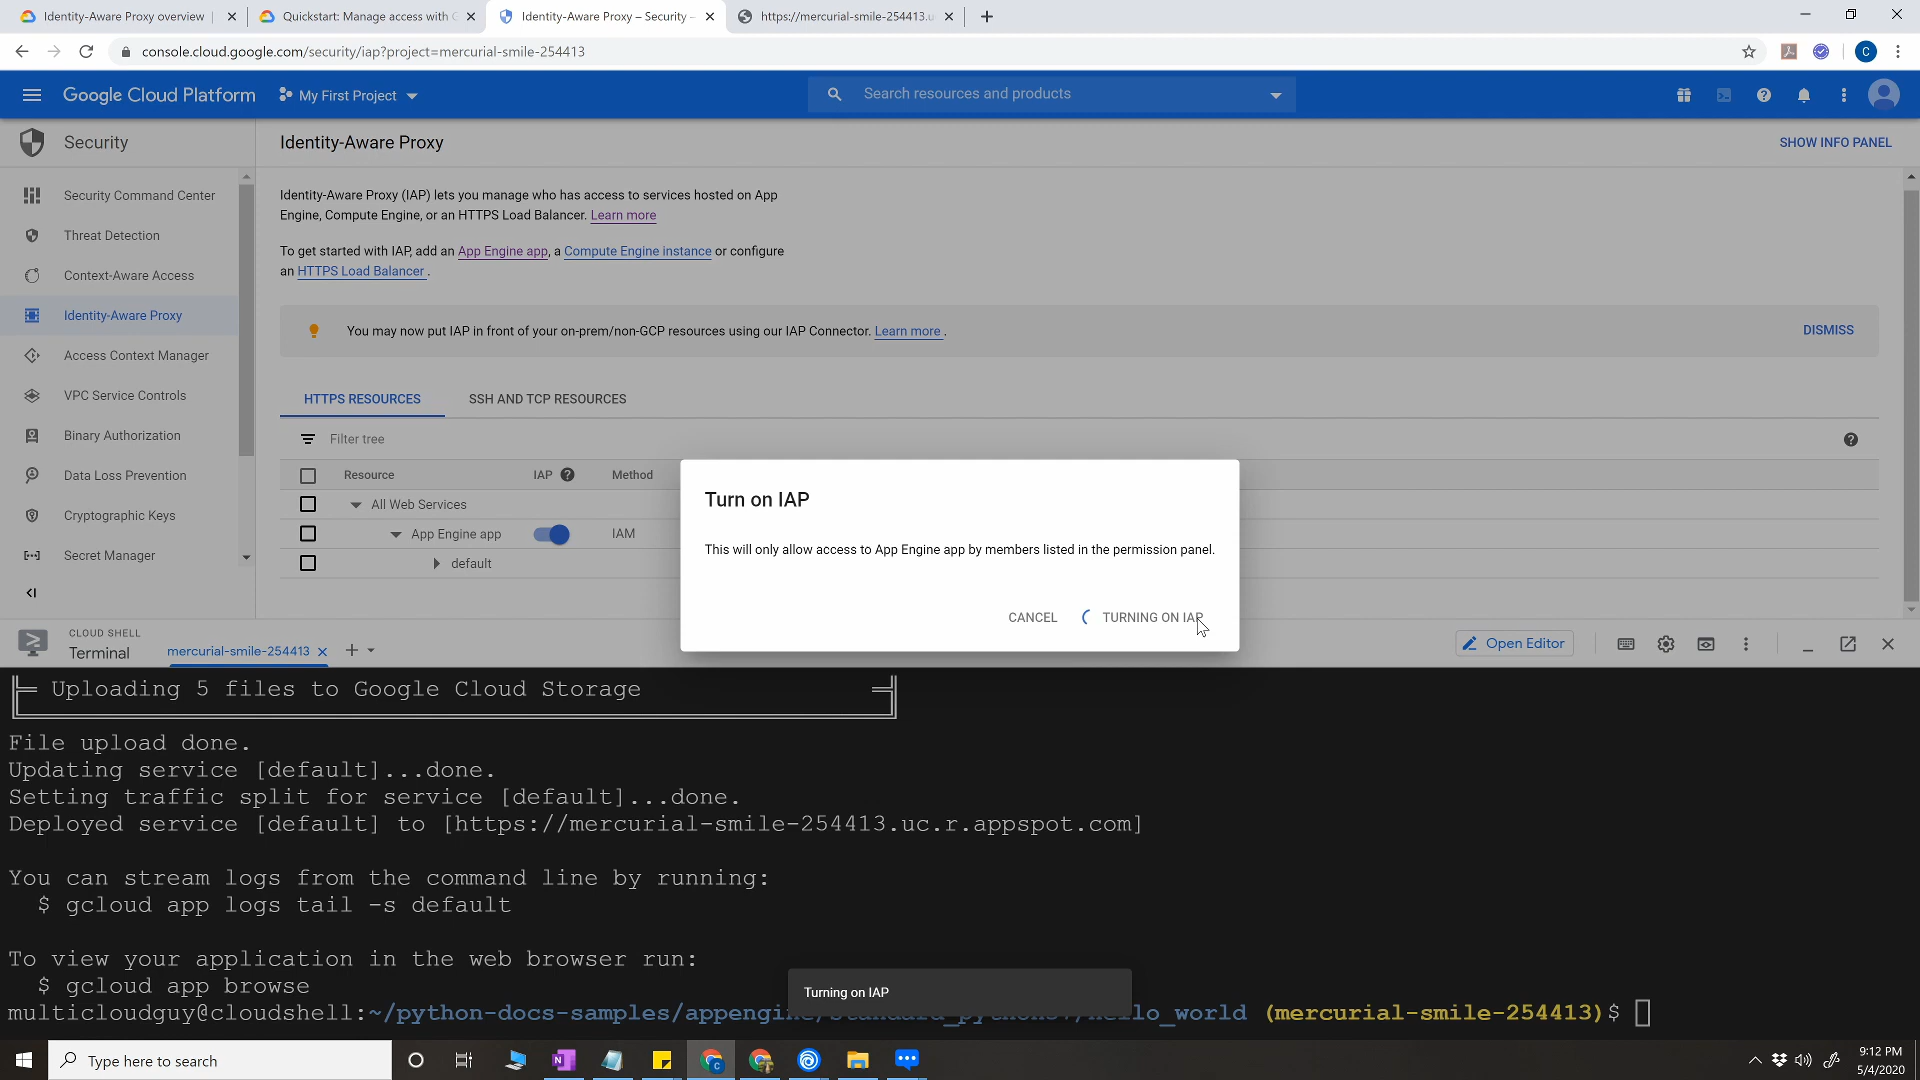 Identity-Aware Proxy overview
Quickstart: Manage access with G
Identity-Aware Proxy – Security –
https://mercurial-smile-254413.u
console.cloud.google.com/security/iap?project=mercurial-smile-254413
C
Google Cloud Platform
My First Project
Search resources and products
Security
Identity-Aware Proxy
SHOW INFO PANEL
Security Command Center
Threat Detection
Context-Aware Access
Identity-Aware Proxy
Access Context Manager
VPC Service Controls
Binary Authorization
Data Loss Prevention
Cryptographic Keys
Secret Manager
Identity-Aware Proxy (IAP) lets you manage who has access to services hosted on App
Engine, Compute Engine, or an HTTPS Load Balancer. Learn more
To get started with IAP, add an App Engine app, a Compute Engine instance or configure
an HTTPS Load Balancer .
You may now put IAP in front of your on-prem/non-GCP resources using our IAP Connector. Learn more .
DISMISS
HTTPS RESOURCES
SSH AND TCP RESOURCES
Filter tree
Resource
IAP
Method
All Web Services
App Engine app
IAM
default
Turn on IAP
This will only allow access to App Engine app by members listed in the permission panel.
CANCEL
TURNING ON IAP
CLOUD SHELL
Terminal
mercurial-smile-254413
Open Editor
Uploading 5 files to Google Cloud Storage
File upload done.
Updating service [default]...done.
Setting traffic split for service [default]...done.
Deployed service [default] to [https://mercurial-smile-254413.uc.r.appspot.com]
You can stream logs from the command line by running:
$ gcloud app logs tail -s default
To view your application in the web browser run:
$ gcloud app browse
Turning on IAP
multicloudguy@cloudshell:~/python-docs-samples/appengine/standard_python37/hello_world (mercurial-smile-254413)$
Type here to search
9:12 PM
5/4/2020